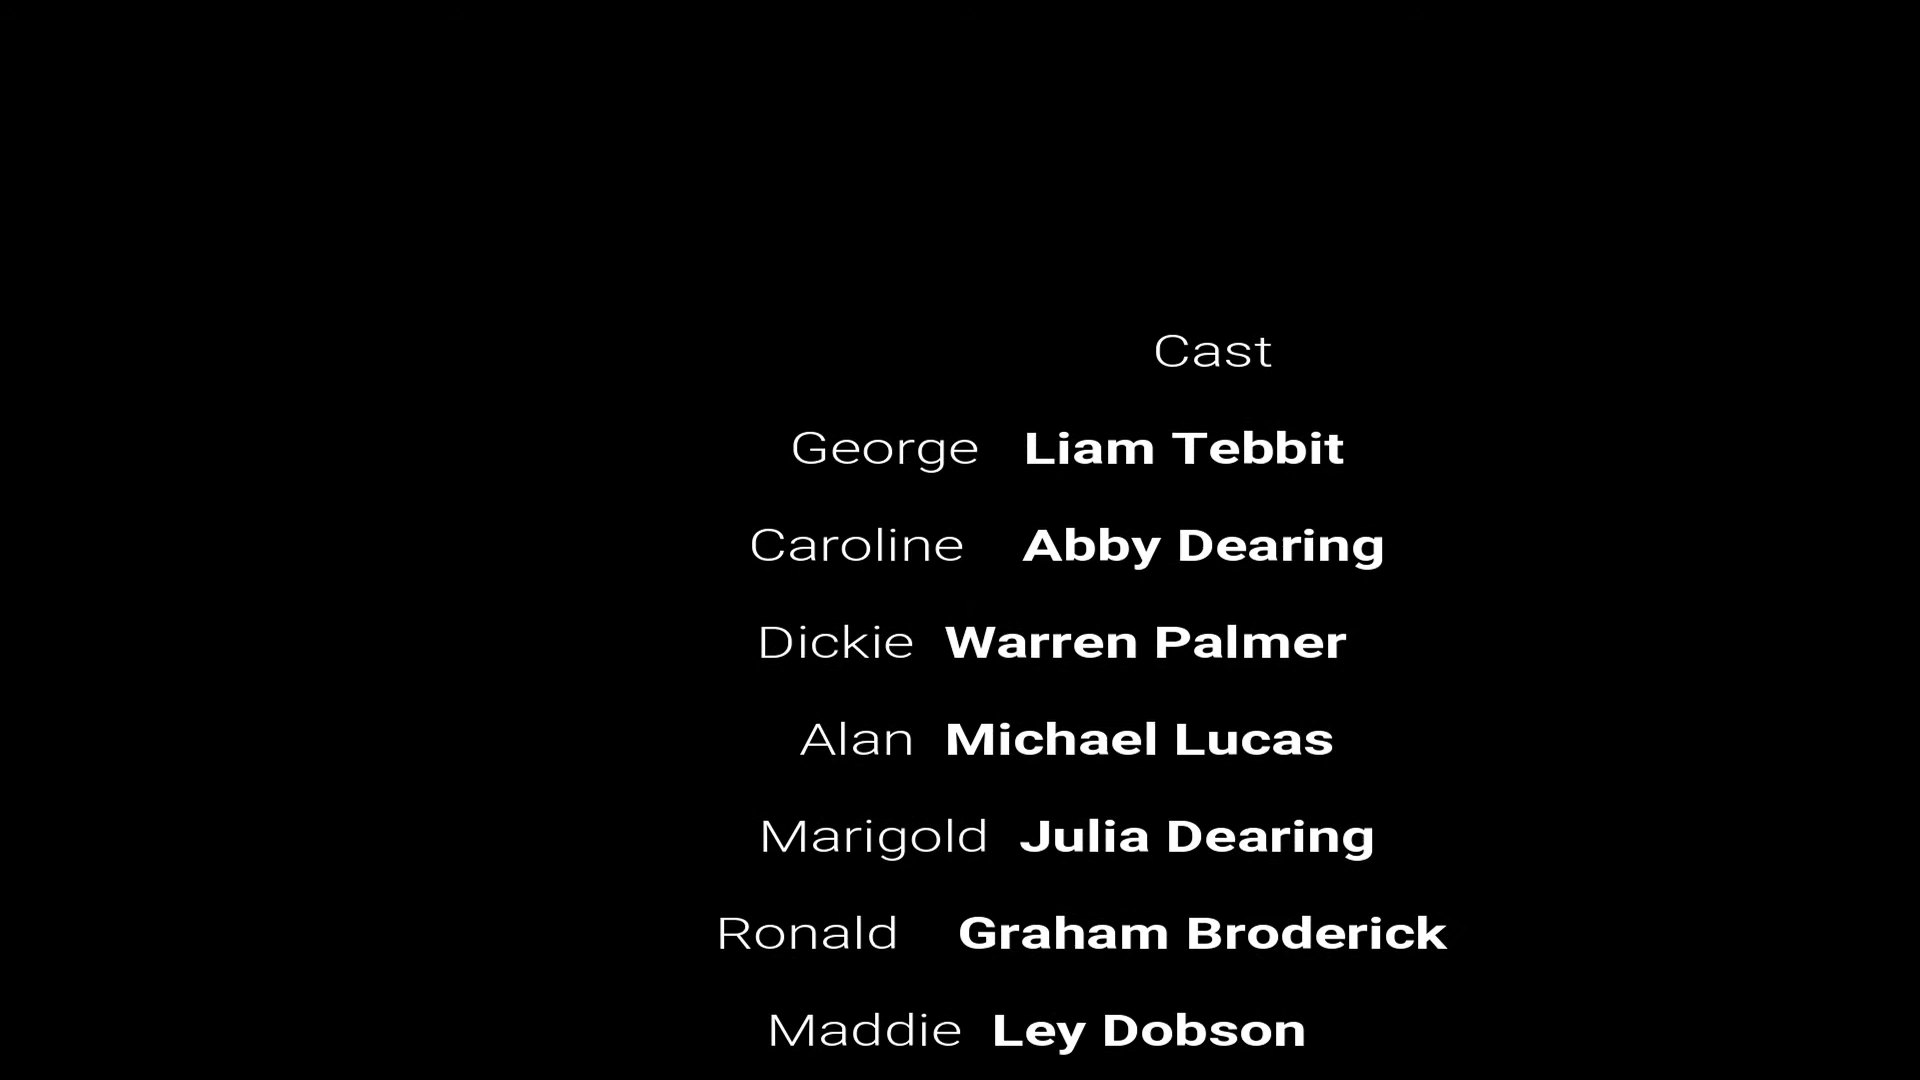 Cast
George Liam Tebbit
Caroline Abby Dearing
Dickie Warren Palmer
Alan Michael Lucas
Marigold Julia Dearing
Ronald Graham Broderick
Maddie Ley Dobson